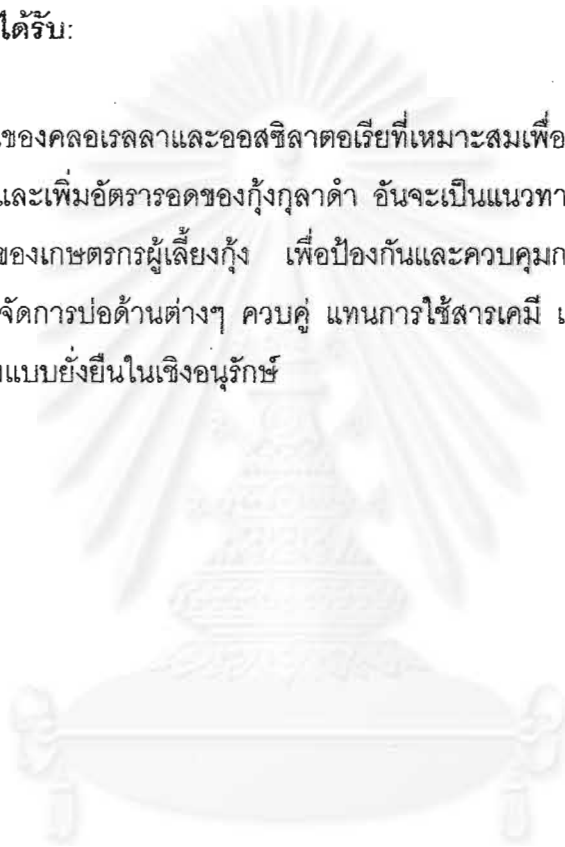 ได้รับ:
ของคลอเรลลาและออสซิลาตอเรียที่เหมาะสมเพื่อ
และเพิ่มอัตรารอดของกุ้งกุลาดำ อันจะเป็นแนวทา
ของเกษตรกรผู้เลี้ยงกุ้ง เพื่อป้องกันและควบคุมก
จัดการบ่อด้านต่างๆ ควบคู่ แทนการใช้สารเคมี
แบบยั่งยืนในเชิงอนุรักษ์